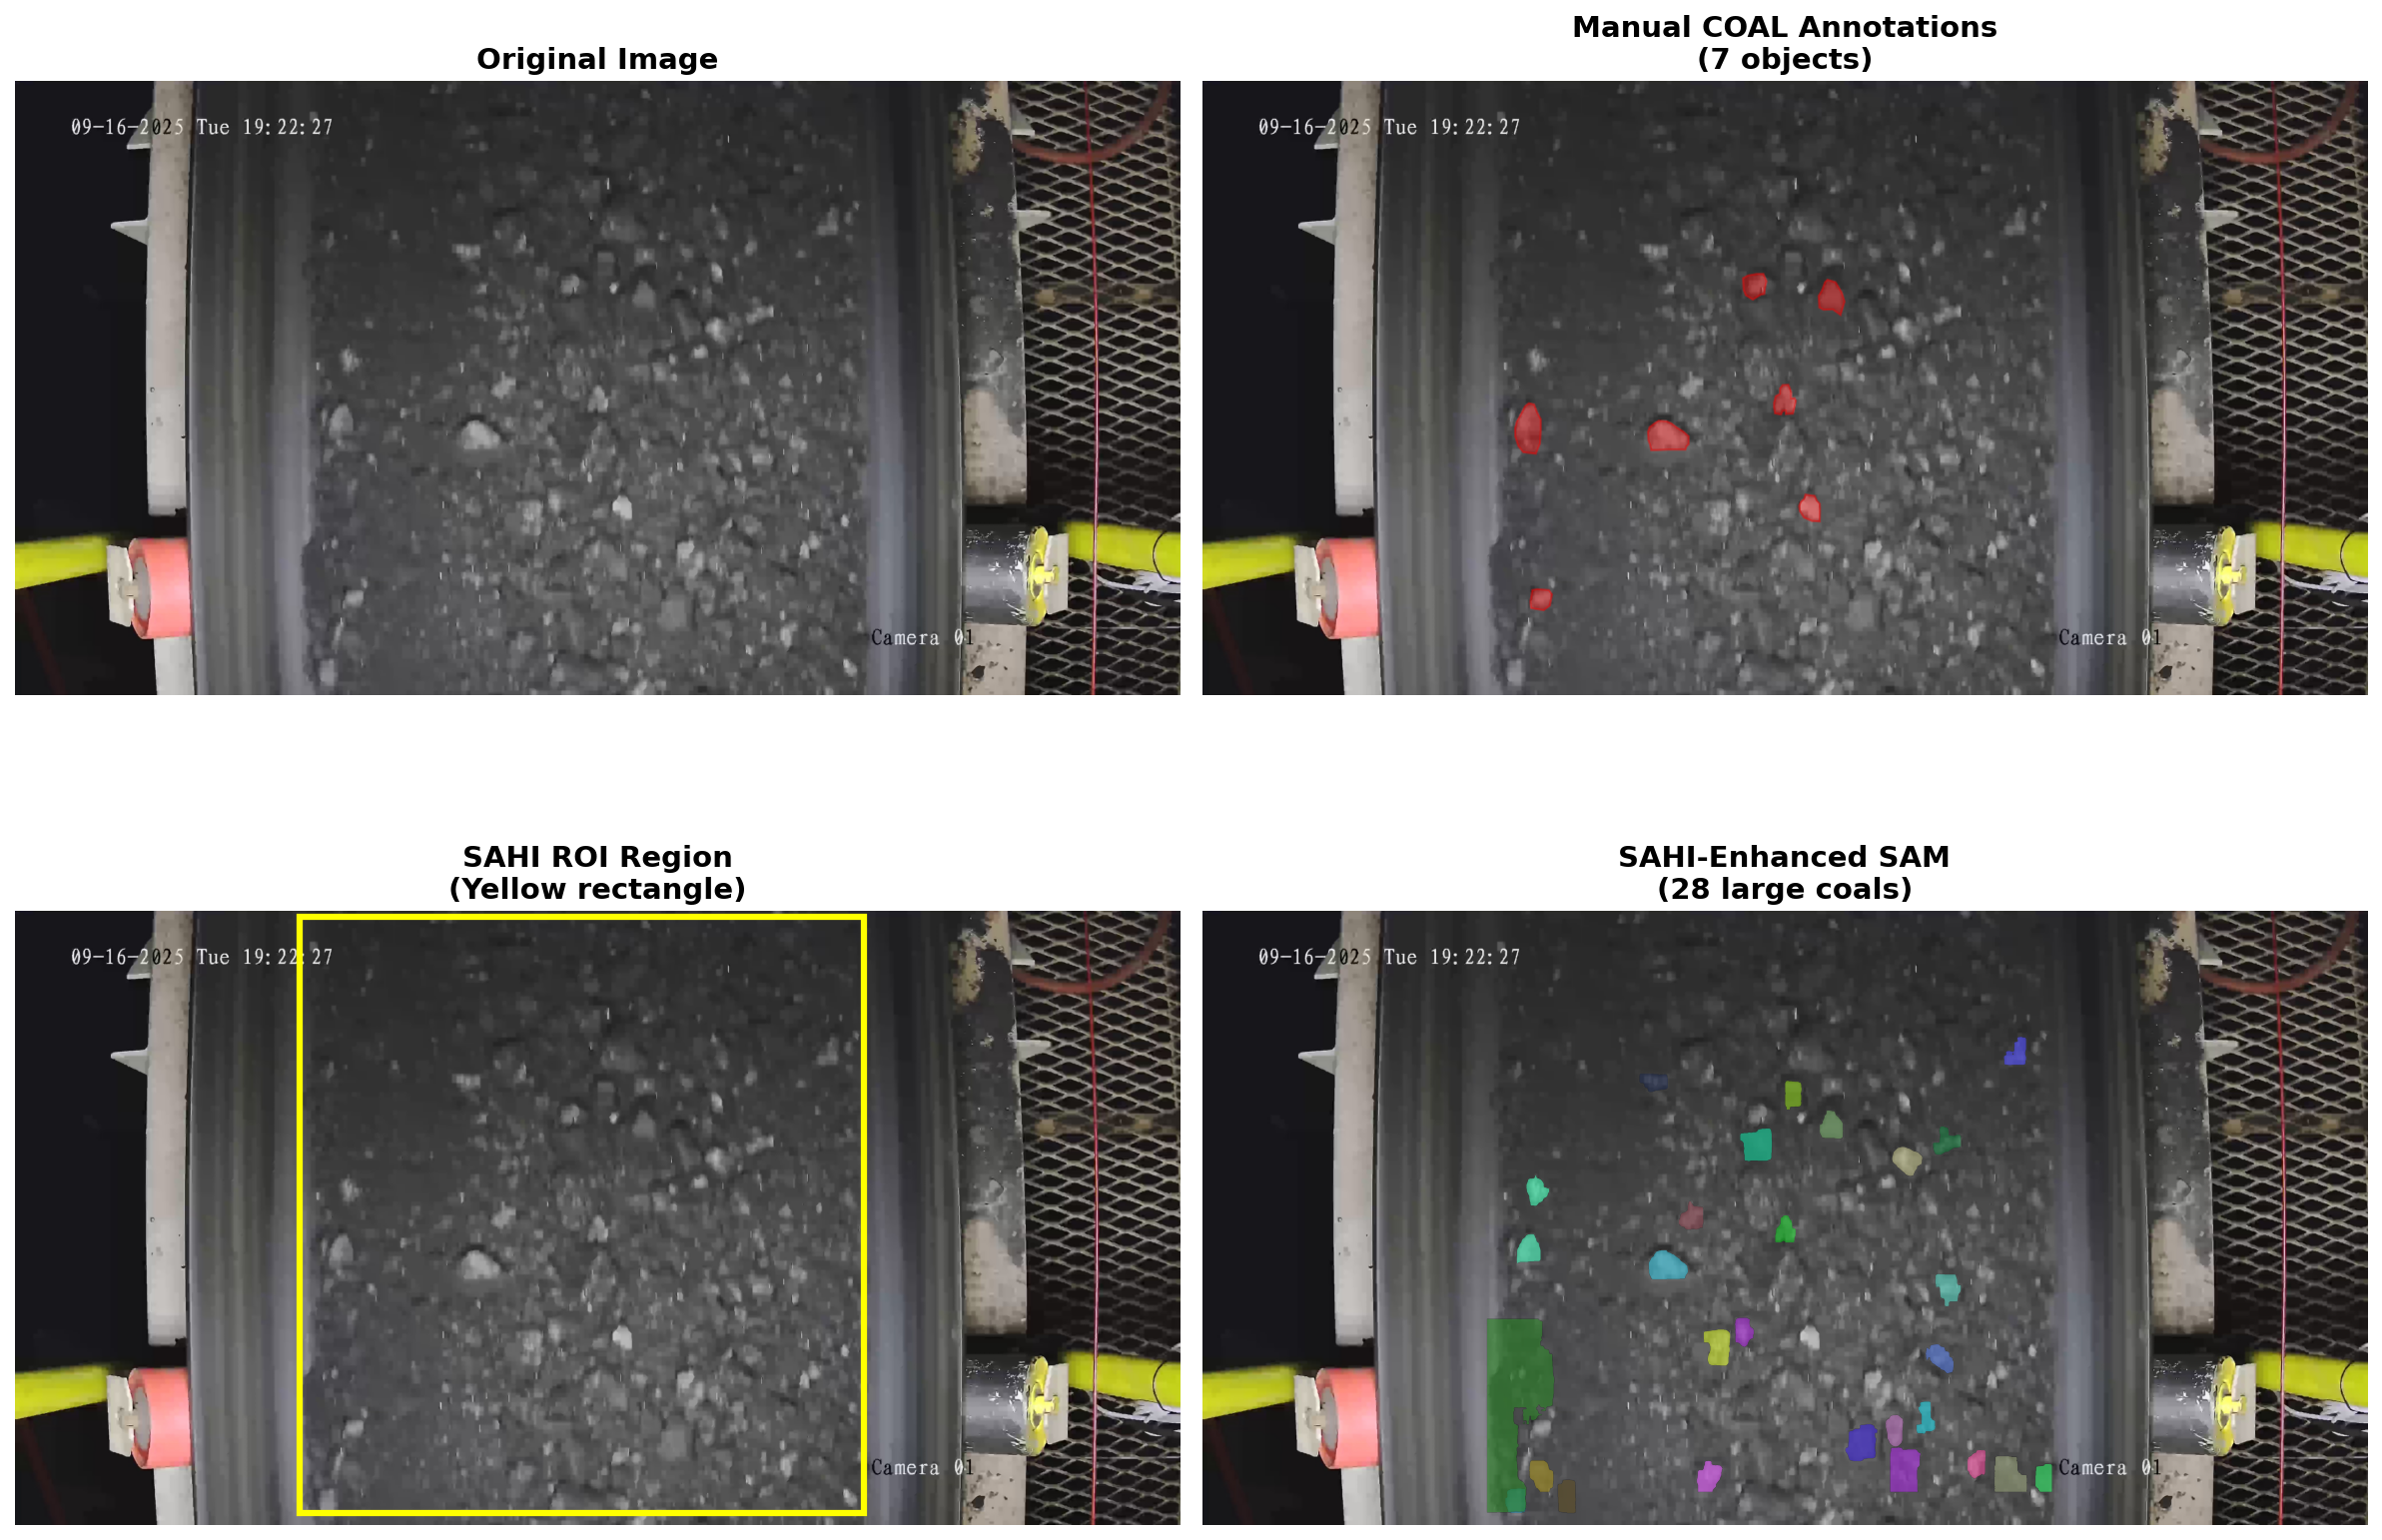 Original Image
09-16-2025 Tue 19:22:27
Camera 01
Manual COAL Annotations
(7 objects)
09-16-2025 Tue 19:22:27
Camera 01
SAHI ROI Region
(Yellow rectangle)
09-16-2025 Tue 19:22:27
Camera 01
SAHI-Enhanced SAM
(28 large coals)
09-16-2025 Tue 19:22:27
Camera 01